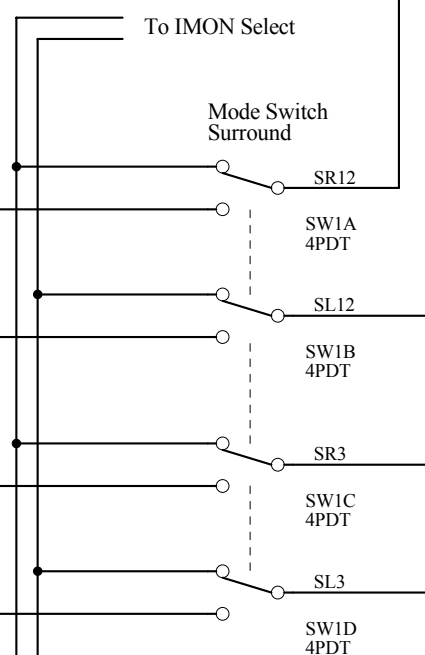 To IMON Select
Mode Switch
Surround
SR12
SW1A
4PDT
SL12
SW1B
4PDT
SR3
SW1C
4PDT
SL3
SW1D
4PDT